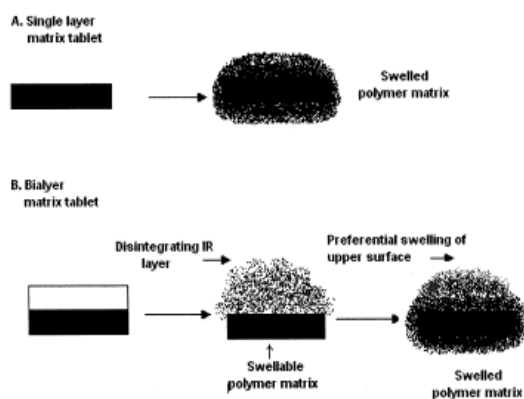 A. Single layer
matrix tablet
Swelled
polymer matrix
B. Bialyer
matrix tablet
Disintegrating IR
layer
Preferential swelling of
upper surface
Swellable
polymer matrix
Swelled
polymer matrix